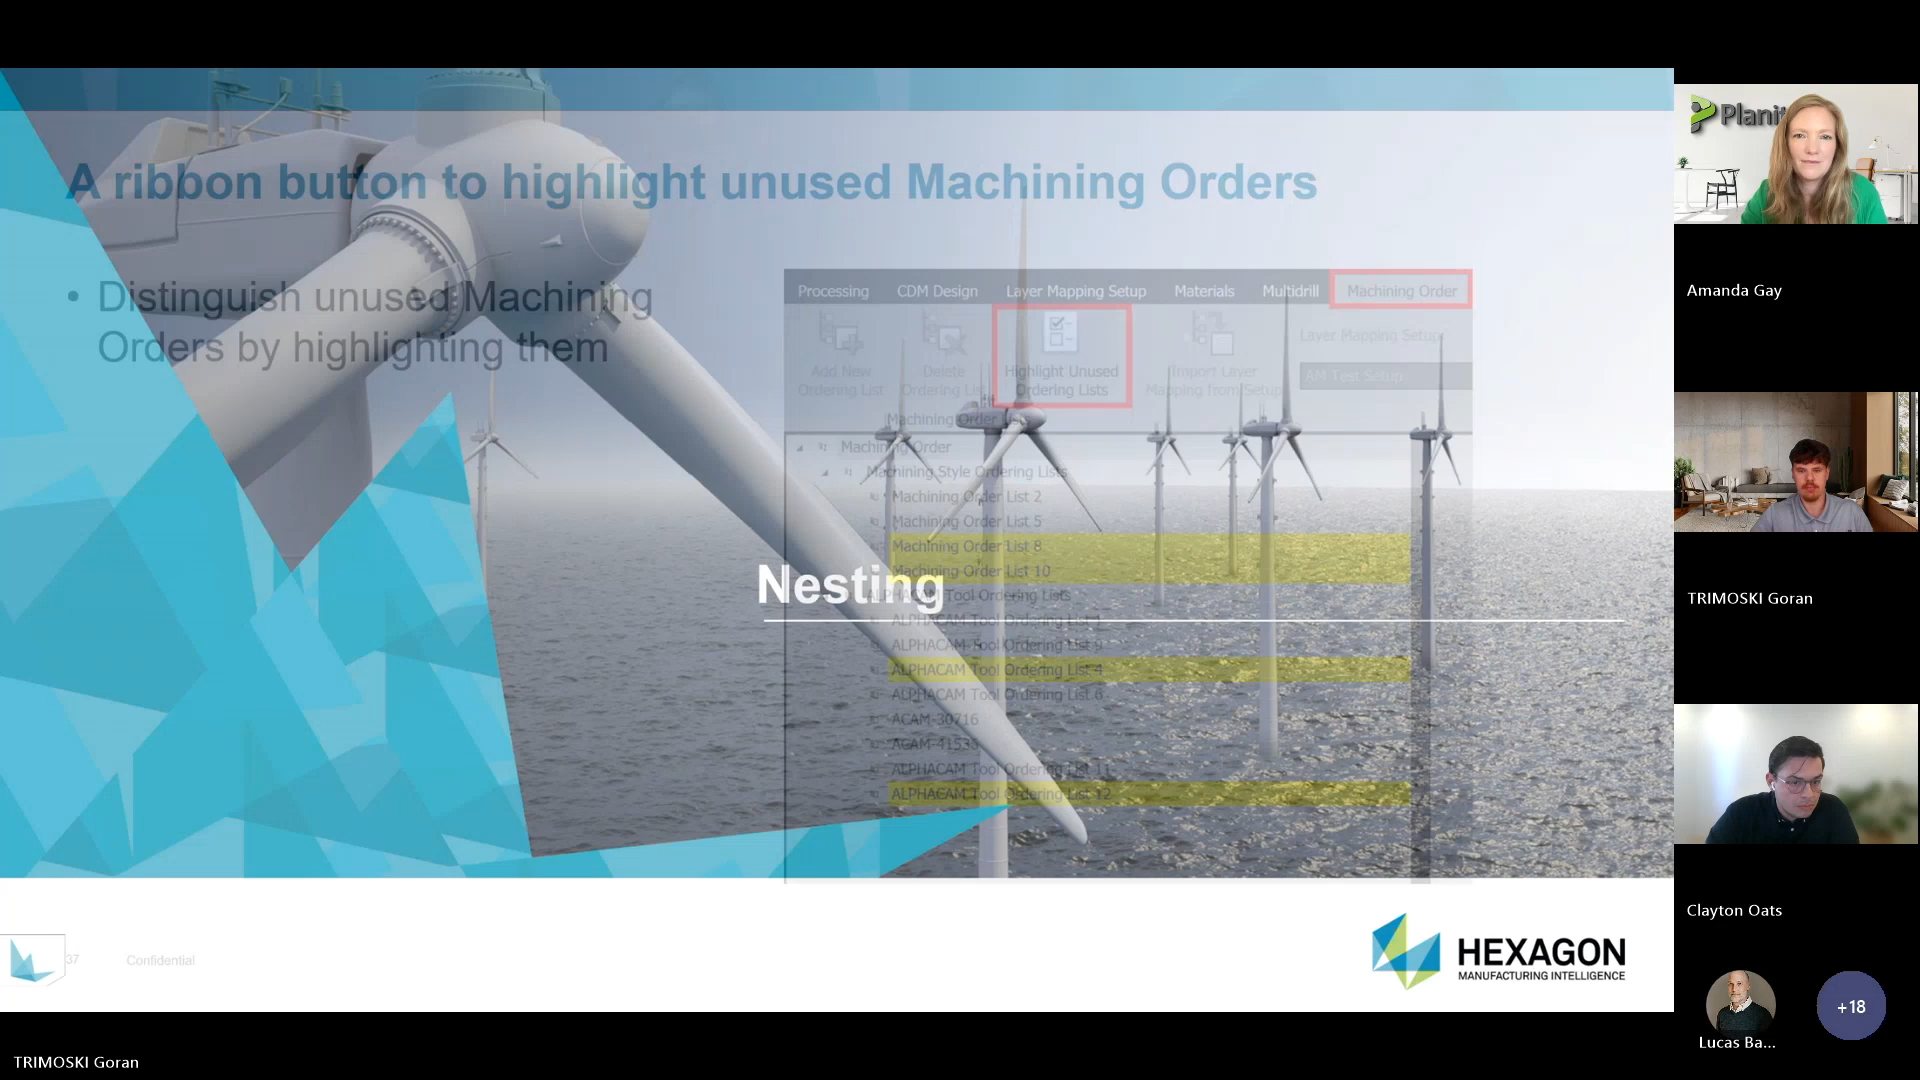 A ribbon button to highlight unused Machining Orders
• Distinguish unused Machining
Orders by highlighting them
Processing CDM Design Layer Mapping Setup Materials Multidrill Machining Order
Add New
Ordering List
Delete
Ordering List
Highlight Unused
Ordering Lists
Import Layer
Mapping from Setup
Layer Mapping Setup
AM Test Setup
Machining Order
Machining Order
Machining Style Ordering Lists
Machining Order List 2
Machining Order List 5
Machining Order List 8
Machining Order List 10
ALPHACAM Tool Ordering Lists
ALPHACAM Tool Ordering List 1
ALPHACAM Tool Ordering List 9
ALPHACAM Tool Ordering List 4
ALPHACAM Tool Ordering List 6
ACAM-30716
ACAM-41535
ALPHACAM Tool Ordering List 11
ALPHACAM Tool Ordering List 12
Nesting
37 Confidential
HEXAGON
MANUFACTURING INTELLIGENCE
TRIMOSKI Goran
Planit
Amanda Gay
TRIMOSKI Goran
Clayton Oats
+18
Lucas Ba...